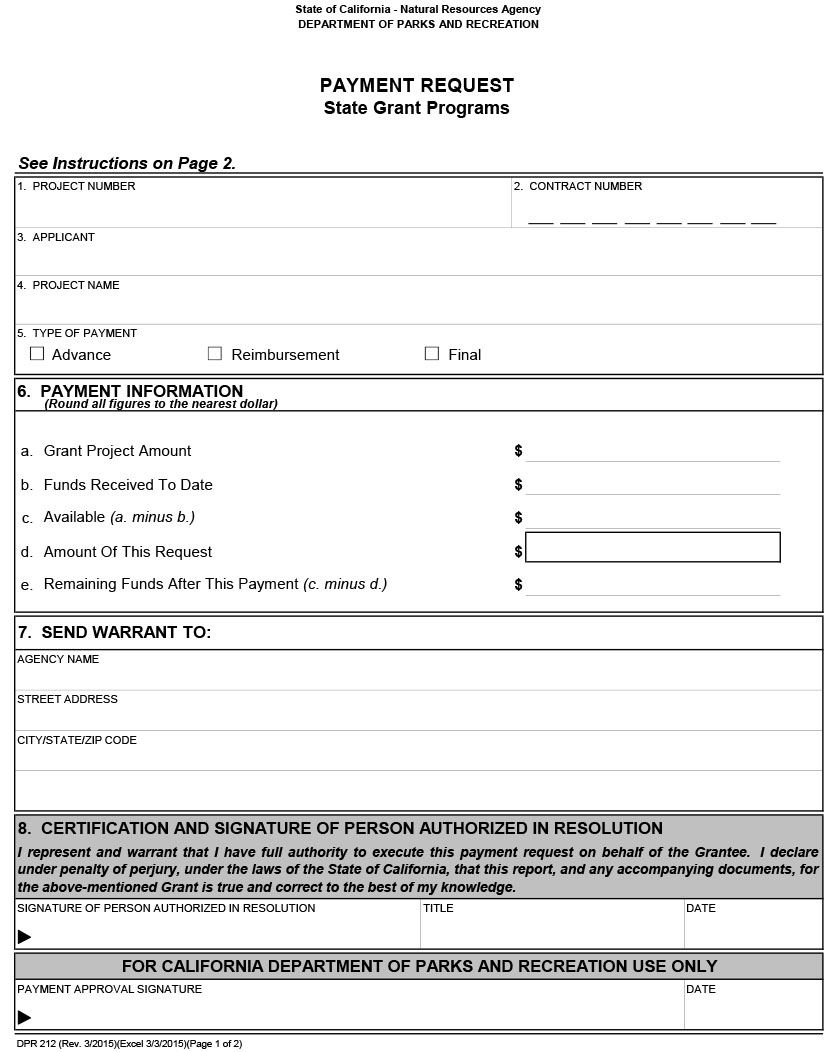 State of California - Natural Resources Agency
DEPARTMENT OF PARKS AND RECREATION
PAYMENT REQUEST
State Grant Programs
See Instructions on Page 2.
1. PROJECT NUMBER
2. CONTRACT NUMBER
__ __ __ __ __ __ __ __
3. APPLICANT
4. PROJECT NAME
5. TYPE OF PAYMENT
☐ Advance ☐ Reimbursement ☐ Final
6. PAYMENT INFORMATION
(Round all figures to the nearest dollar)
a. Grant Project Amount $
b. Funds Received To Date $
c. Available (a. minus b.) $
d. Amount Of This Request $
e. Remaining Funds After This Payment (c. minus d.) $
7. SEND WARRANT TO:
AGENCY NAME
STREET ADDRESS
CITY/STATE/ZIP CODE
8. CERTIFICATION AND SIGNATURE OF PERSON AUTHORIZED IN RESOLUTION
I represent and warrant that I have full authority to execute this payment request on behalf of the Grantee. I declare
under penalty of perjury, under the laws of the State of California, that this report, and any accompanying documents, for
the above-mentioned Grant is true and correct to the best of my knowledge.
SIGNATURE OF PERSON AUTHORIZED IN RESOLUTION
TITLE
DATE
FOR CALIFORNIA DEPARTMENT OF PARKS AND RECREATION USE ONLY
PAYMENT APPROVAL SIGNATURE
DATE
DPR 212 (Rev. 3/2015)(Excel 3/3/2015)(Page 1 of 2)